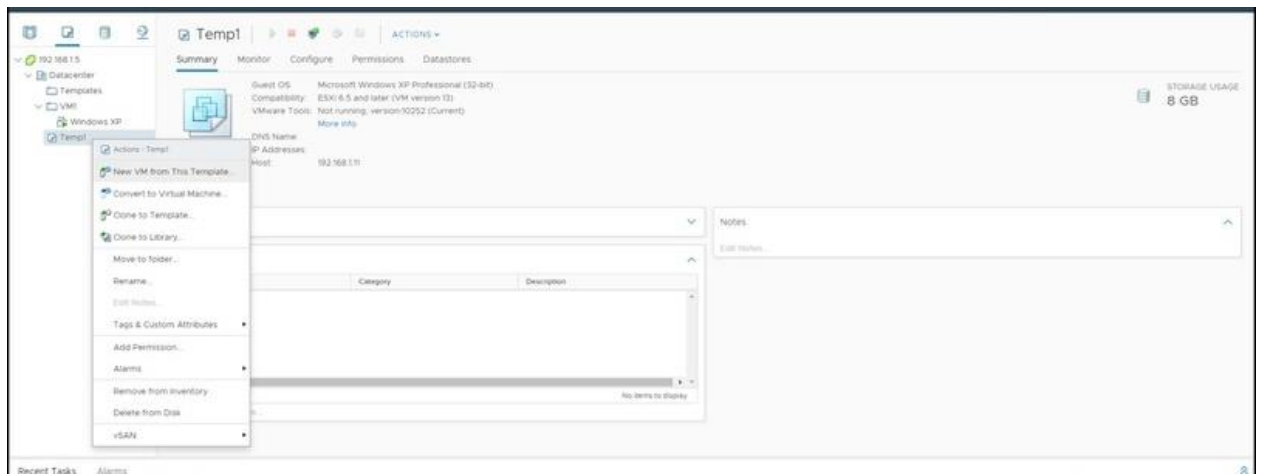 Temp1
ACTIONS
192.168.1.5
Datacenter
Templates
VM1
Windows XP
Temp1
Summary Monitor Configure Permissions Datastores
Guest OS: Microsoft Windows XP Professional (32-bit)
Compatibility: ESXi 6.5 and later (VM version 13)
VMware Tools: Not running, version:10252 (Current)
More info
DNS Name:
IP Addresses:
Host: 192.168.1.11
STORAGE USAGE
8 GB
Actions - Temp1
New VM from This Template...
Convert to Virtual Machine...
Clone to Template...
Clone to Library...
Move to folder...
Rename...
Edit Notes...
Tags & Custom Attributes
Add Permission...
Alarms
Remove from Inventory
Delete from Disk
vSAN
Category Description
No items to display
Notes
Edit Notes...
Recent Tasks Alarms